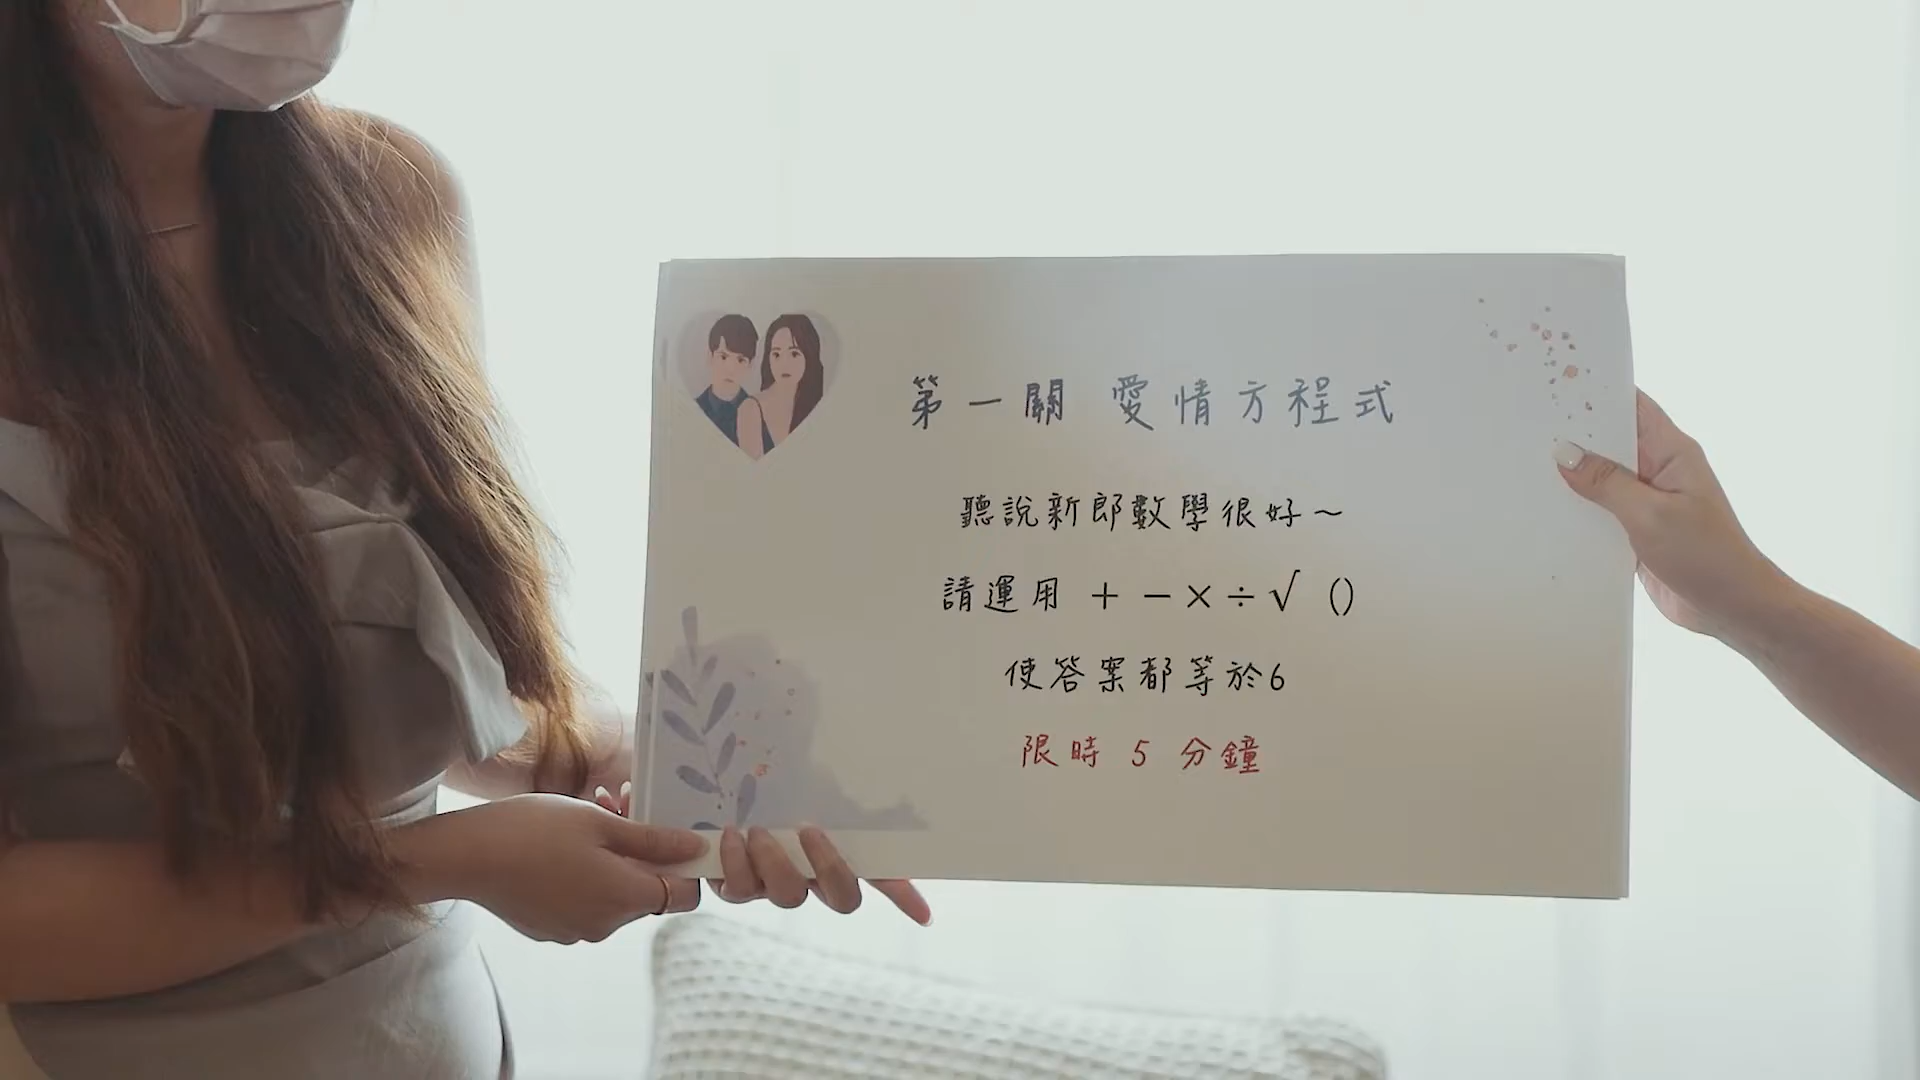 第一關 愛情方程式
聽說新郎數學很好～
請運用 ＋－×÷√ ()
使答案都等於6
限時 5 分鐘